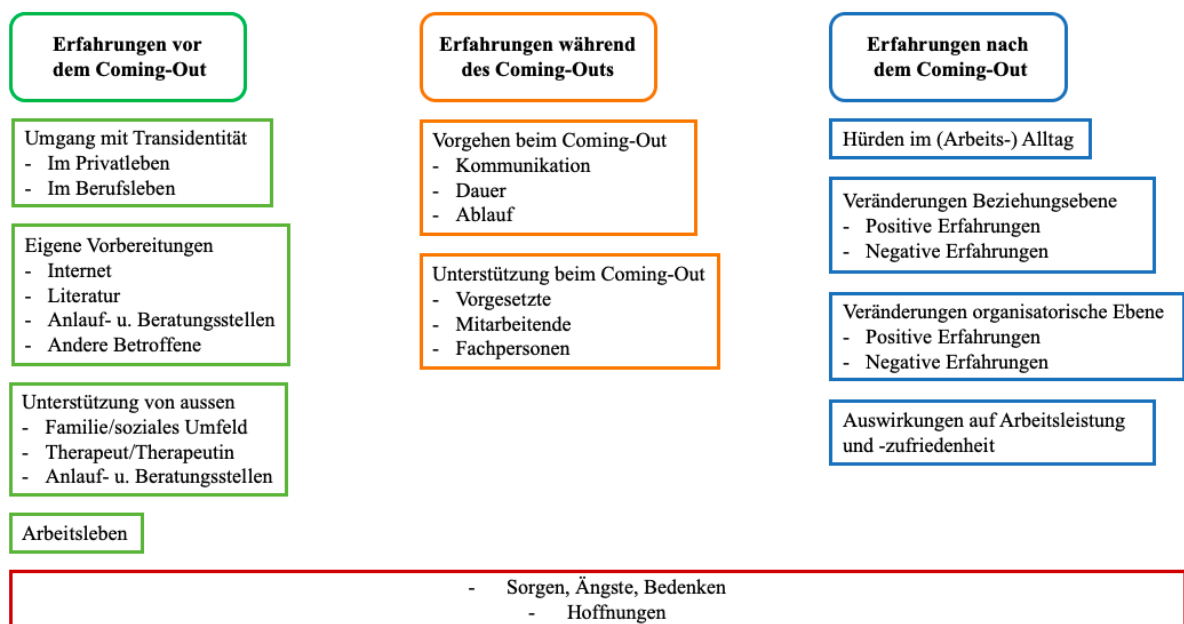 Erfahrungen vor
dem Coming-Out
Umgang mit Transidentität
- Im Privatleben
- Im Berufsleben
Eigene Vorbereitungen
- Internet
- Literatur
- Anlauf- u. Beratungsstellen
- Andere Betroffene
Unterstützung von aussen
- Familie/soziales Umfeld
- Therapeut/Therapeutin
- Anlauf- u. Beratungsstellen
Arbeitsleben
Erfahrungen während
des Coming-Outs
Vorgehen beim Coming-Out
- Kommunikation
- Dauer
- Ablauf
Unterstützung beim Coming-Out
- Vorgesetzte
- Mitarbeitende
- Fachpersonen
Erfahrungen nach
dem Coming-Out
Hürden im (Arbeits-) Alltag
Veränderungen Beziehungsebene
- Positive Erfahrungen
- Negative Erfahrungen
Veränderungen organisatorische Ebene
- Positive Erfahrungen
- Negative Erfahrungen
Auswirkungen auf Arbeitsleistung
und -zufriedenheit
- Sorgen, Ängste, Bedenken
- Hoffnungen